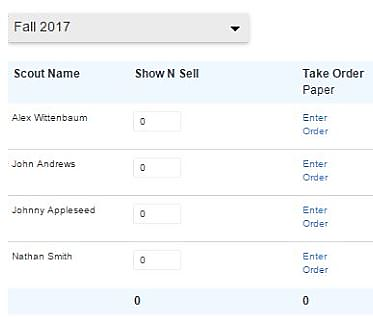 Fall 2017
Scout Name Show N Sell Take Order
Paper
Alex Wittenbaum 0 Enter
Order
John Andrews 0 Enter
Order
Johnny Appleseed 0 Enter
Order
Nathan Smith 0 Enter
Order
0 0